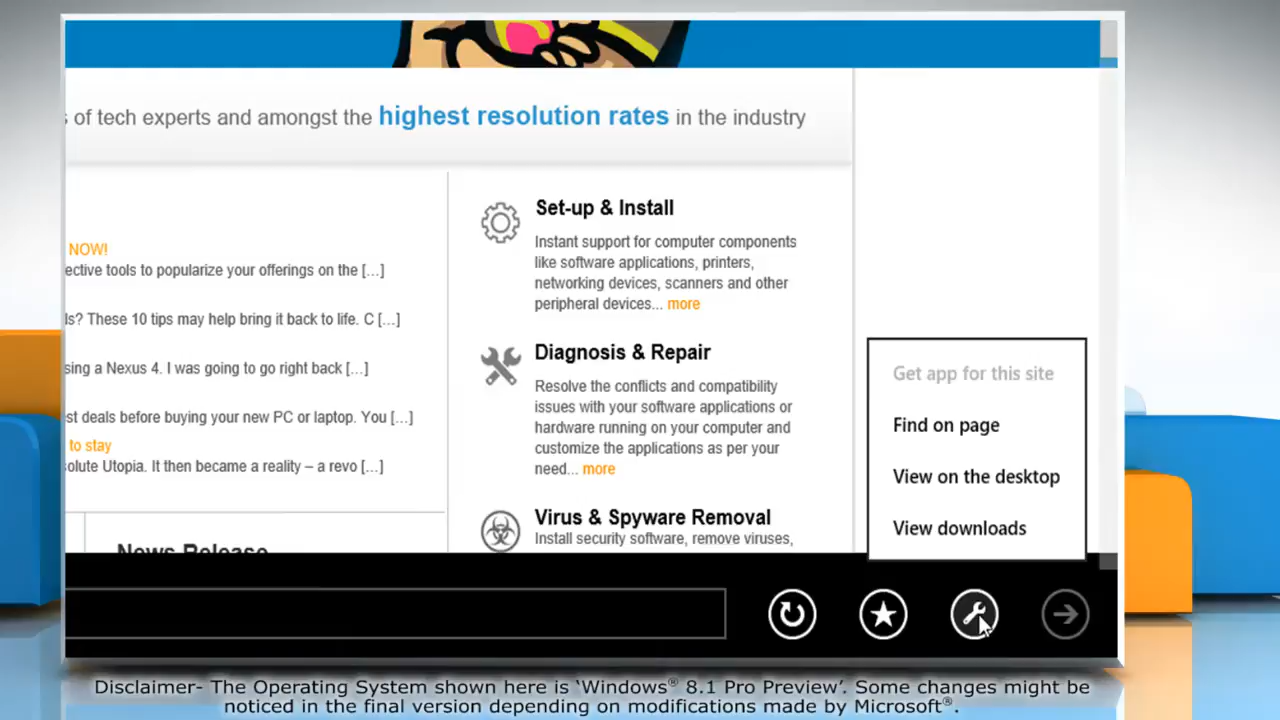 of tech experts and amongst the highest resolution rates in the industry
NOW!
ective tools to popularize your offerings on the [...]
ls? These 10 tips may help bring it back to life. C [...]
sing a Nexus 4. I was going to go right back [...]
st deals before buying your new PC or laptop. You [...]
to stay
solute Utopia. It then became a reality – a revo [...]
News Release
Set-up & Install
Instant support for computer components
like software applications, printers,
networking devices, scanners and other
peripheral devices... more
Diagnosis & Repair
Resolve the conflicts and compatibility
issues with your software applications or
hardware running on your computer and
customize the applications as per your
need... more
Virus & Spyware Removal
Install security software, remove viruses,
Get app for this site
Find on page
View on the desktop
View downloads
Disclaimer- The Operating System shown here is ‘Windows® 8.1 Pro Preview’. Some changes might be
noticed in the final version depending on modifications made by Microsoft®.